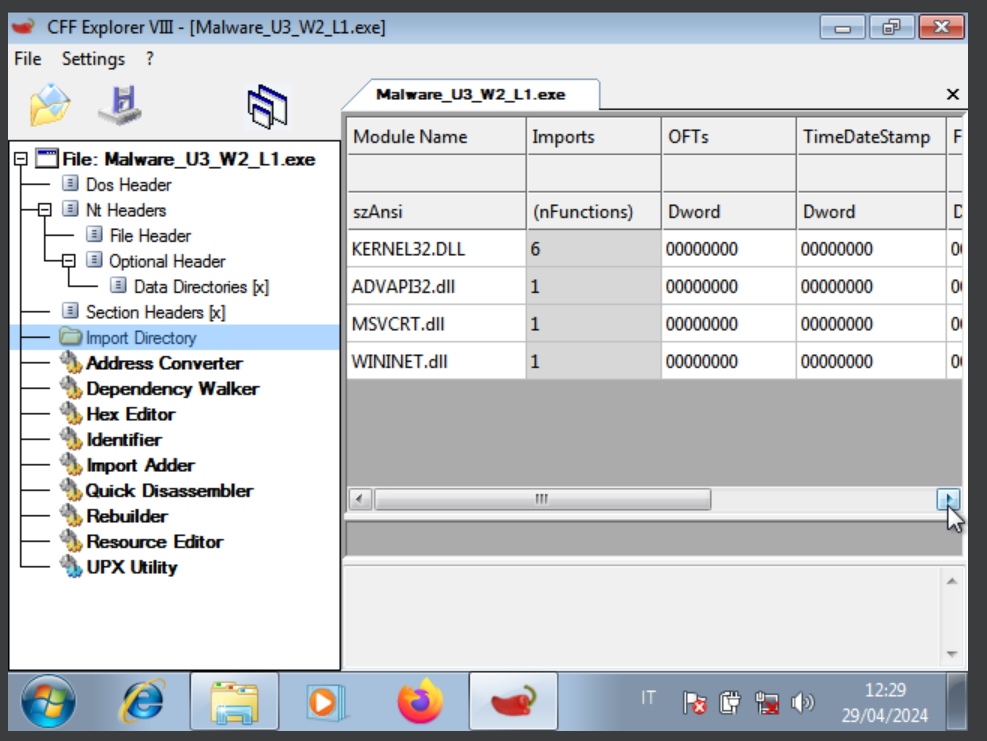 CFF Explorer VIII - [Malware_U3_W2_L1.exe]
File Settings ?
Malware_U3_W2_L1.exe
File: Malware_U3_W2_L1.exe
Dos Header
Nt Headers
File Header
Optional Header
Data Directories [x]
Section Headers [x]
Import Directory
Address Converter
Dependency Walker
Hex Editor
Identifier
Import Adder
Quick Disassembler
Rebuilder
Resource Editor
UPX Utility
Module Name Imports OFTs TimeDateStamp F
szAnsi (nFunctions) Dword Dword
KERNEL32.DLL 6 00000000 00000000
ADVAPI32.dll 1 00000000 00000000
MSVCRT.dll 1 00000000 00000000
WININET.dll 1 00000000 00000000
IT
12:29
29/04/2024